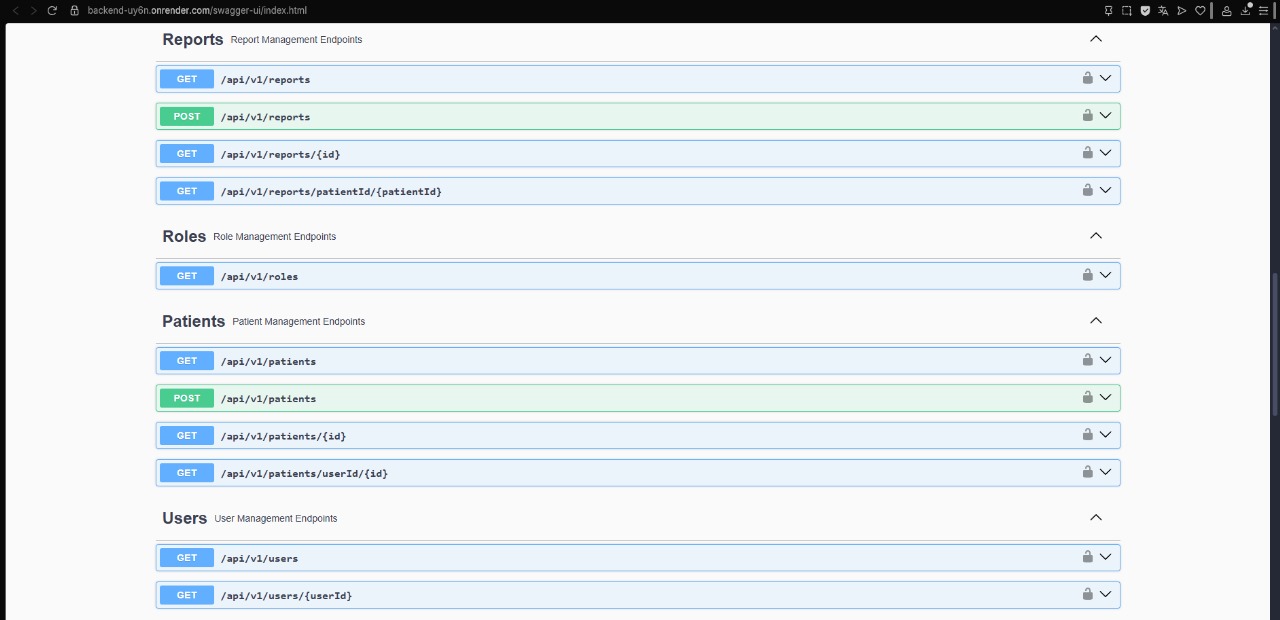 backend-uy6n.onrender.com/swagger-ui/index.html
Reports Report Management Endpoints
GET /api/v1/reports
POST /api/v1/reports
GET /api/v1/reports/{id}
GET /api/v1/reports/patientId/{patientId}
Roles Role Management Endpoints
GET /api/v1/roles
Patients Patient Management Endpoints
GET /api/v1/patients
POST /api/v1/patients
GET /api/v1/patients/{id}
GET /api/v1/patients/userId/{id}
Users User Management Endpoints
GET /api/v1/users
GET /api/v1/users/{userId}